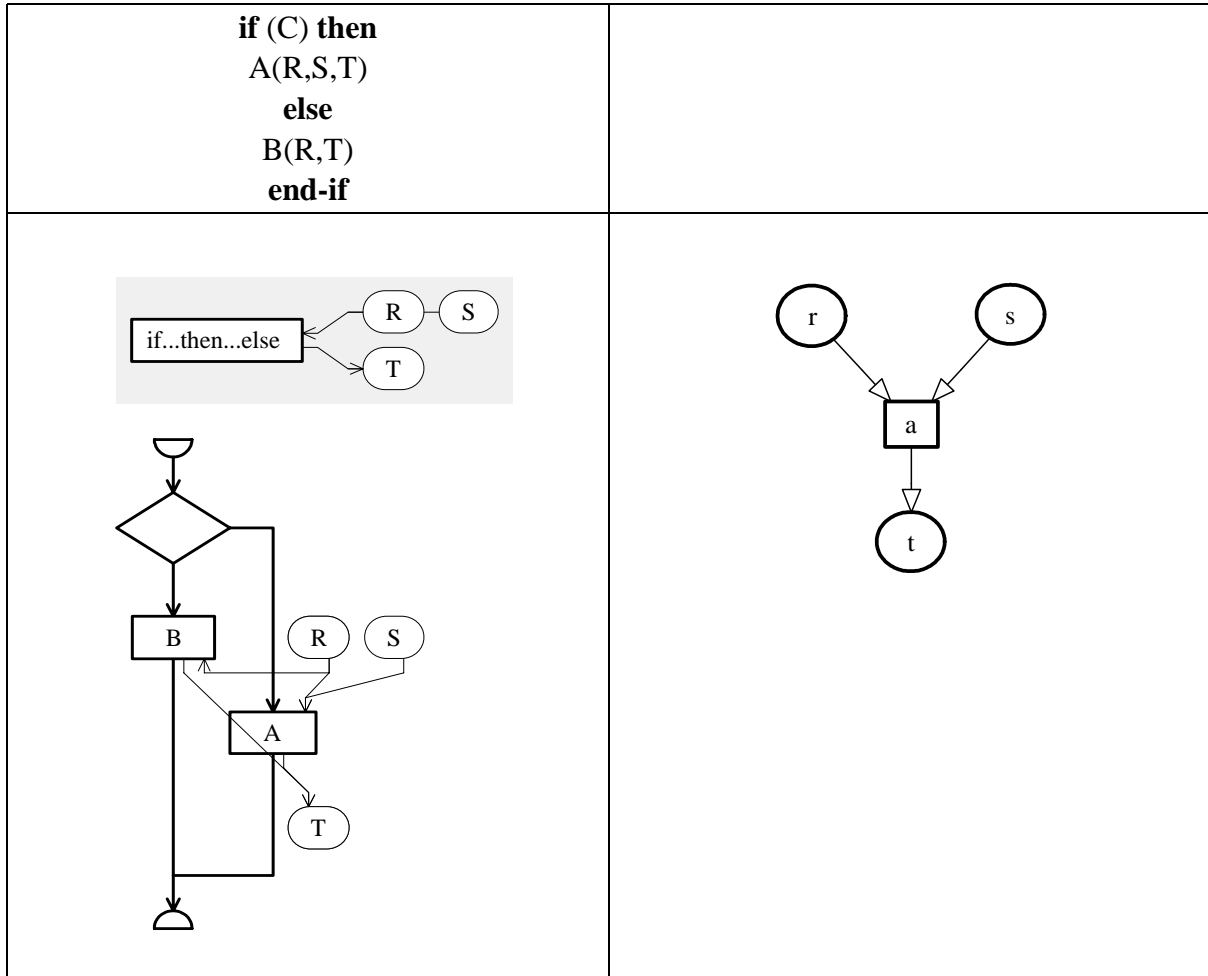 if (C) then
A(R,S,T)
else
B(R,T)
end-if
R S
if...then...else
T
B R S
A
T
r s
a
t